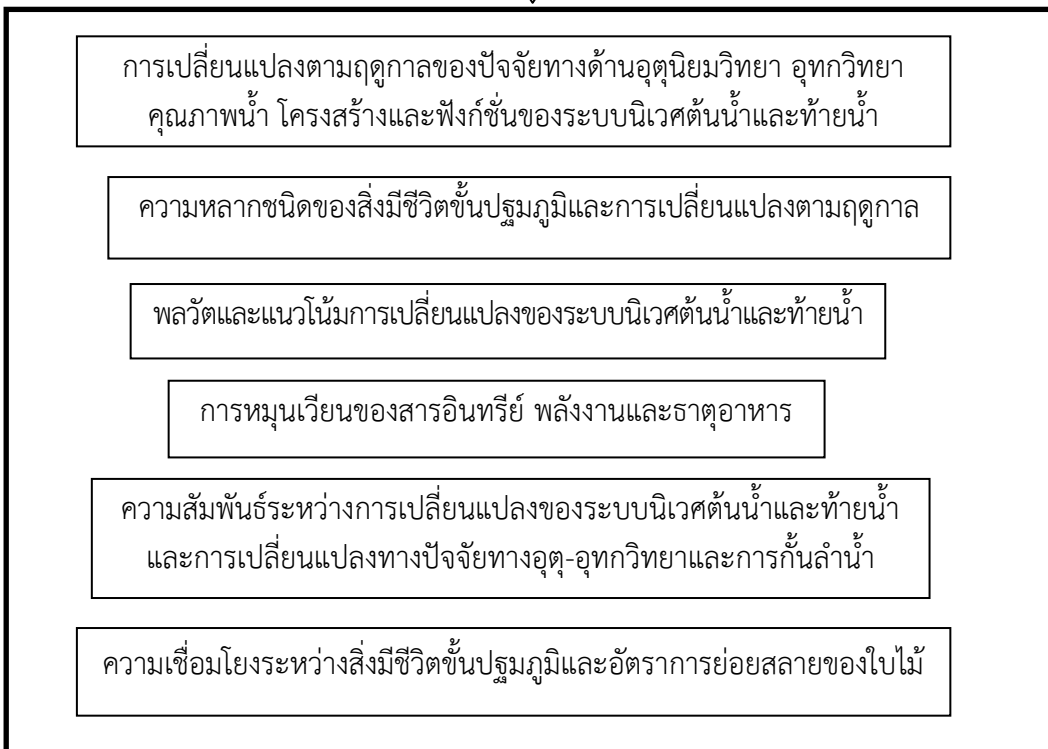 การเปลี่ยนแปลงตามฤดูกาลของปัจจัยทางด้านอุตุนิยมวิทยา อุทกวิทยา
คุณภาพน้ำ โครงสร้างและฟังก์ชั่นของระบบนิเวศต้นน้ำและท้ายน้ำ
ความหลากชนิดของสิ่งมีชีวิตขั้นปฐมภูมิและการเปลี่ยนแปลงตามฤดูกาล
พลวัตและแนวโน้มการเปลี่ยนแปลงของระบบนิเวศต้นน้ำและท้ายน้ำ
การหมุนเวียนของสารอินทรีย์ พลังงานและธาตุอาหาร
ความสัมพันธ์ระหว่างการเปลี่ยนแปลงของระบบนิเวศต้นน้ำและท้ายน้ำ
และการเปลี่ยนแปลงทางปัจจัยทางอุตุ-อุทกวิทยาและการกั้นลำน้ำ
ความเชื่อมโยงระหว่างสิ่งมีชีวิตขั้นปฐมภูมิและอัตราการย่อยสลายของใบไม้